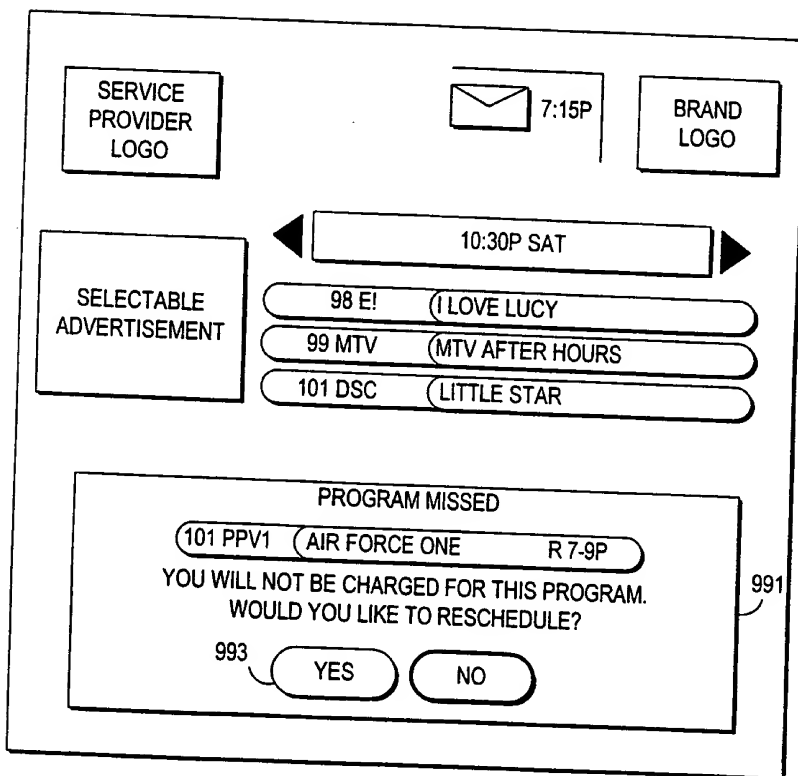 SERVICE
PROVIDER
LOGO
7:15P
BRAND
LOGO
10:30P SAT
SELECTABLE
ADVERTISEMENT
98 E! I LOVE LUCY
99 MTV MTV AFTER HOURS
101 DSC LITTLE STAR
PROGRAM MISSED
101 PPV1 AIR FORCE ONE R 7-9P
YOU WILL NOT BE CHARGED FOR THIS PROGRAM.
WOULD YOU LIKE TO RESCHEDULE?
991
993
YES NO